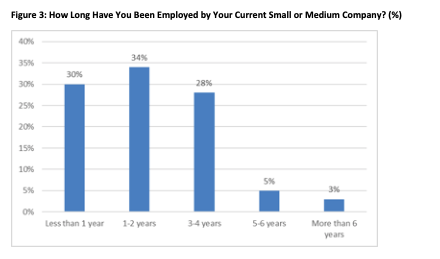 Figure 3: How Long Have You Been Employed by Your Current Small or Medium Company? (%)
40%
35%
30%
25%
20%
15%
10%
5%
0%
30%
34%
28%
5%
3%
Less than 1 year
1-2 years
3-4 years
5-6 years
More than 6
years